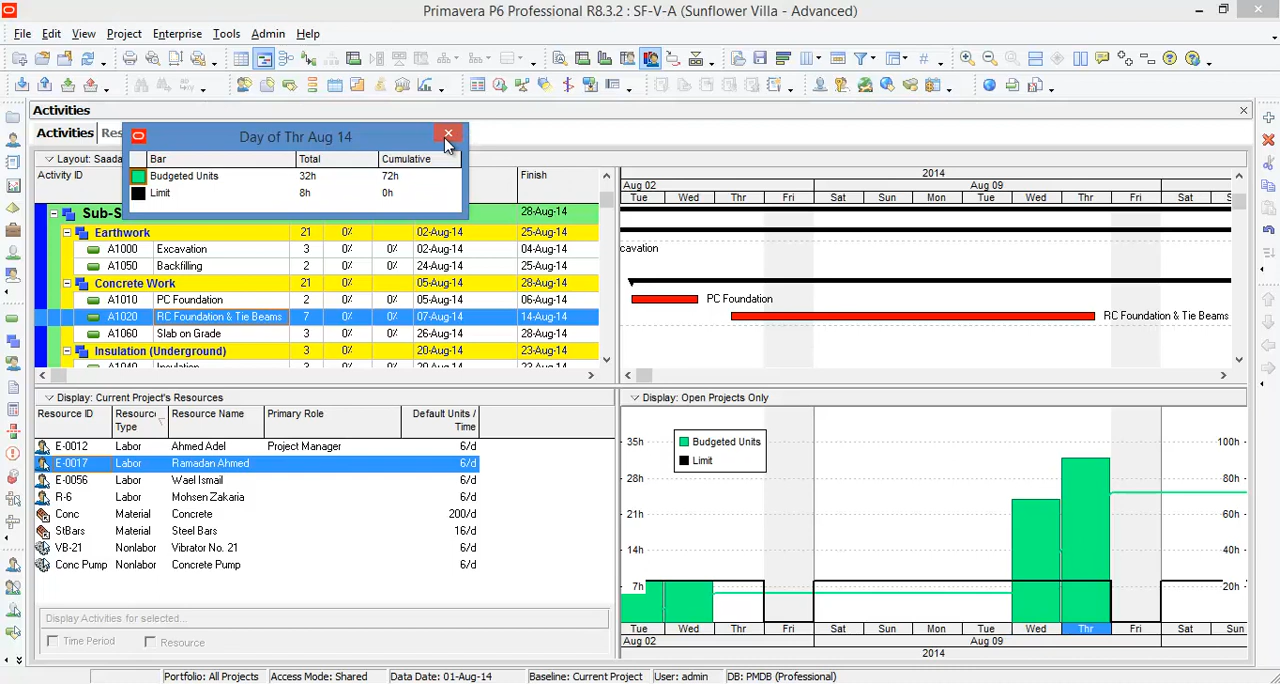 Primavera P6 Professional R8.3.2 : SF-V-A (Sunflower Villa - Advanced)
File Edit View Project Enterprise Tools Admin Help
Activities
Activities
Day of Thr Aug 14
Bar Total Cumulative
Budgeted Units 32h 72h
Limit 8h 0h
Layout: Saada
Activity ID Finish
28-Aug-14
Earthwork 21 0% 02-Aug-14 25-Aug-14
A1000 Excavation 3 0% 0% 02-Aug-14 04-Aug-14
A1050 Backfilling 2 0% 0% 24-Aug-14 25-Aug-14
Concrete Work 21 0% 05-Aug-14 28-Aug-14
A1010 PC Foundation 2 0% 0% 05-Aug-14 06-Aug-14
A1020 RC Foundation & Tie Beams 7 0% 0% 07-Aug-14 14-Aug-14
A1060 Slab on Grade 3 0% 0% 26-Aug-14 28-Aug-14
Insulation (Underground) 4 0% 20-Aug-14 23-Aug-14
2014
Aug 02 Aug 09
Tue Wed Thr Fri Sat Sun Mon Tue Wed Thr Fri Sat S
cavation
PC Foundation
RC Foundation & Tie Beams
Display: Current Project's Resources
Resource ID Resource Type Resource Name Primary Role Default Units / Time
E-0012 Labor Ahmed Adel Project Manager 6/d
E-0017 Labor Ramadan Ahmed 6/d
E-0056 Labor Wael Ismail 6/d
R-6 Labor Mohsen Zakaria 6/d
Conc Material Concrete 200/d
StBars Material Steel Bars 16/d
VB-21 Nonlabor Vibrator No. 21 6/d
Conc Pump Nonlabor Concrete Pump 6/d
Display Activities for selected...
Time Period Resource
Display: Open Projects Only
Budgeted Units
Limit
35h 100h
28h 80h
21h 60h
14h 40h
7h 20h
Tue Wed Thr Fri Sat Sun Mon Tue Wed Thr Fri Sat Sun
Aug 02 Aug 09
2014
Portfolio: All Projects Access Mode: Shared Data Date: 01-Aug-14 Baseline: Current Project User: admin DB: PMDB (Professional)